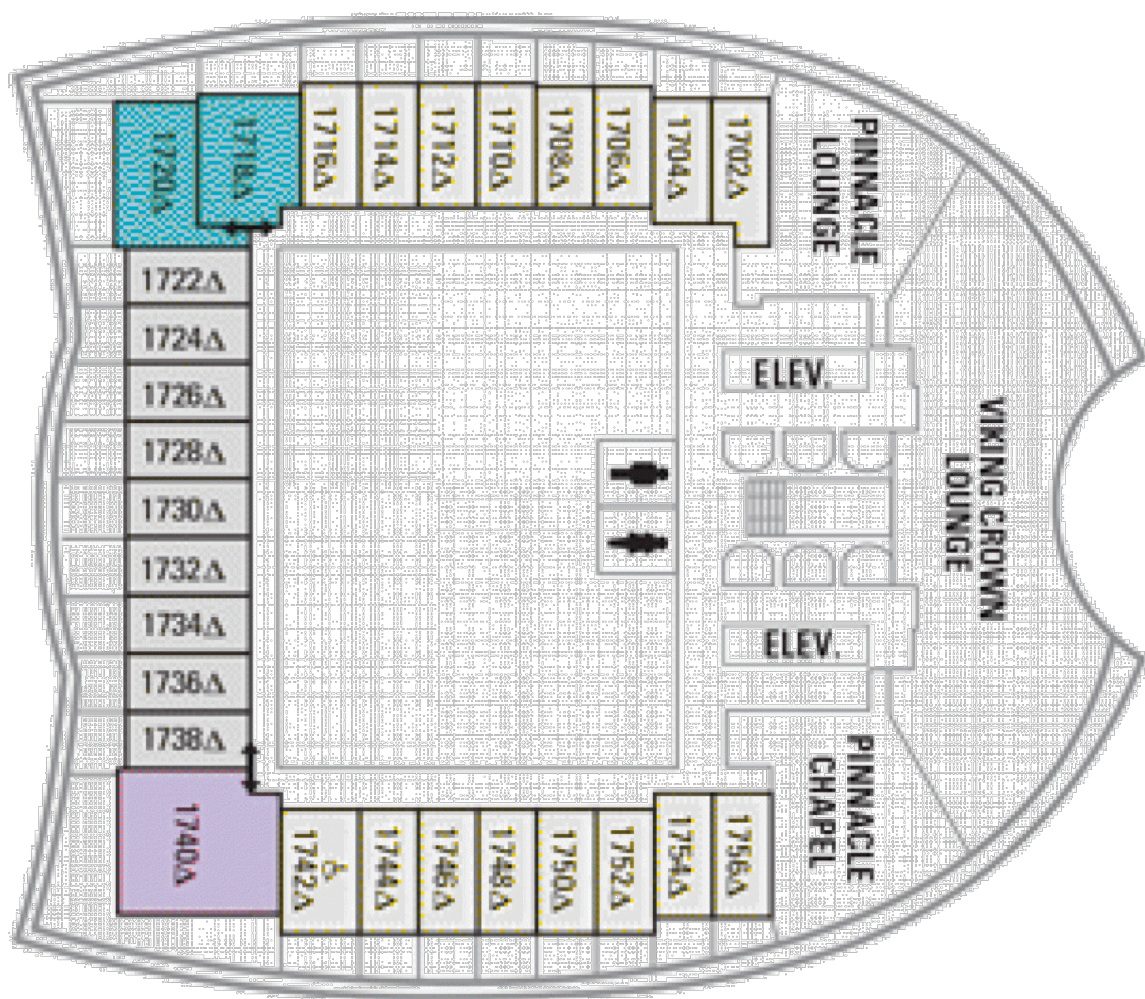 1720Δ
1718Δ
1716Δ
1714Δ
1712Δ
1710Δ
1708Δ
1706Δ
1704Δ
1702Δ
PINNACLE
LOUNGE
1722Δ
1724Δ
1726Δ
1728Δ
1730Δ
1732Δ
1734Δ
1736Δ
1738Δ
ELEV.
VIKING CROWN
LOUNGE
ELEV.
PINNACLE
CHAPEL
1740Δ
1742Δ
1744Δ
1746Δ
1748Δ
1750Δ
1752Δ
1754Δ
1756Δ